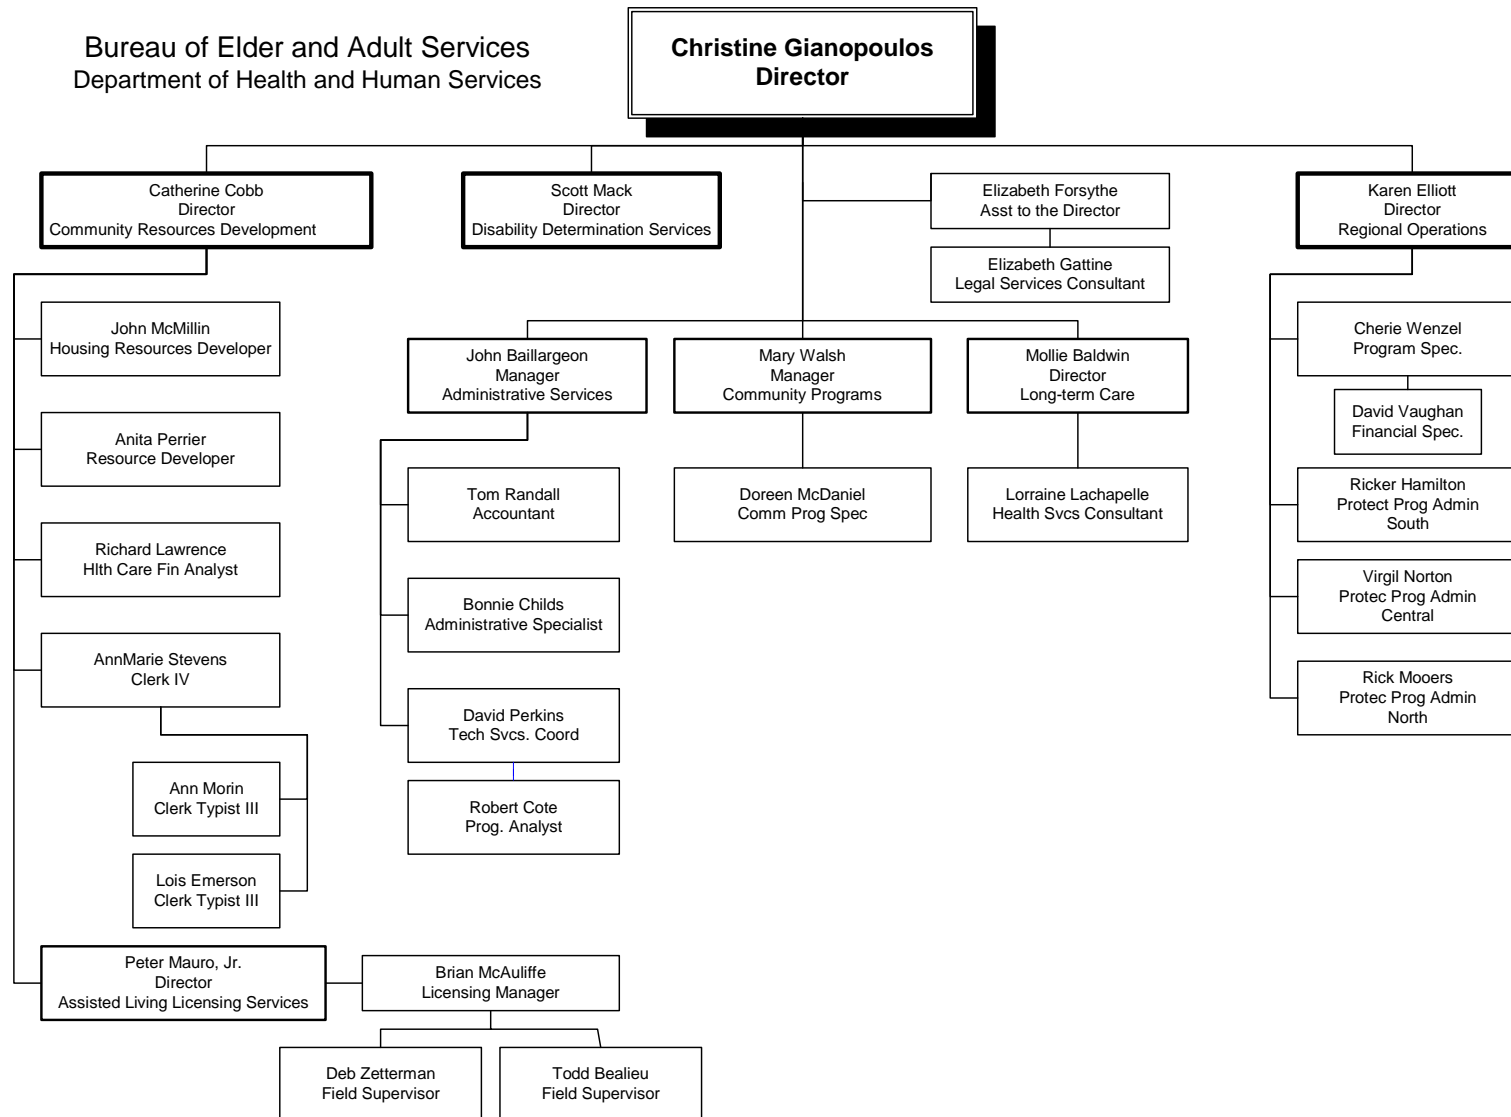 Bureau of Elder and Adult Services
Department of Health and Human Services
Christine Gianopoulos
Director
Catherine Cobb
Director
Community Resources Development
Scott Mack
Director
Disability Determination Services
Elizabeth Forsythe
Asst to the Director
Elizabeth Gattine
Legal Services Consultant
Karen Elliott
Director
Regional Operations
John McMillin
Housing Resources Developer
Anita Perrier
Resource Developer
Richard Lawrence
Hlth Care Fin Analyst
AnnMarie Stevens
Clerk IV
Ann Morin
Clerk Typist III
Lois Emerson
Clerk Typist III
Peter Mauro, Jr.
Director
Assisted Living Licensing Services
Brian McAuliffe
Licensing Manager
Deb Zetterman
Field Supervisor
Todd Bealieu
Field Supervisor
John Baillargeon
Manager
Administrative Services
Tom Randall
Accountant
Bonnie Childs
Administrative Specialist
David Perkins
Tech Svcs. Coord
Robert Cote
Prog. Analyst
Mary Walsh
Manager
Community Programs
Doreen McDaniel
Comm Prog Spec
Mollie Baldwin
Director
Long-term Care
Lorraine Lachapelle
Health Svcs Consultant
Cherie Wenzel
Program Spec.
David Vaughan
Financial Spec.
Ricker Hamilton
Protect Prog Admin
South
Virgil Norton
Protec Prog Admin
Central
Rick Mooers
Protec Prog Admin
North